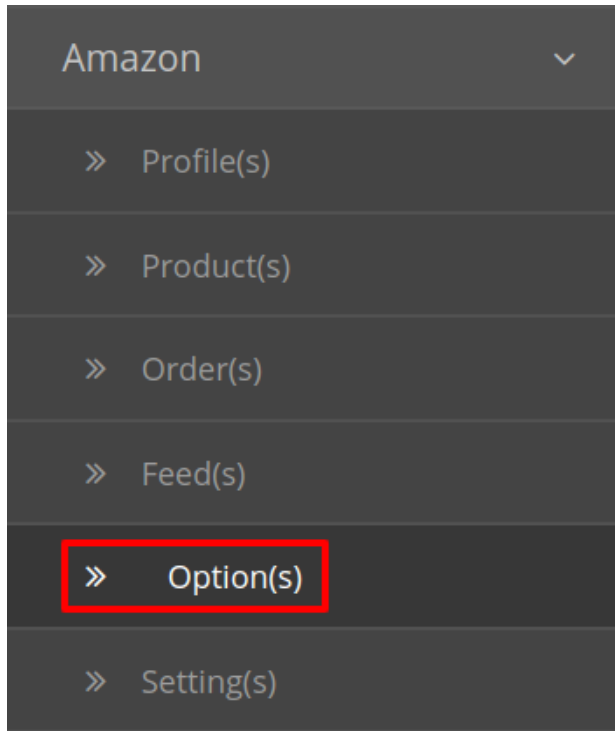 Amazon
Profile(s)
Product(s)
Order(s)
Feed(s)
Option(s)
Setting(s)